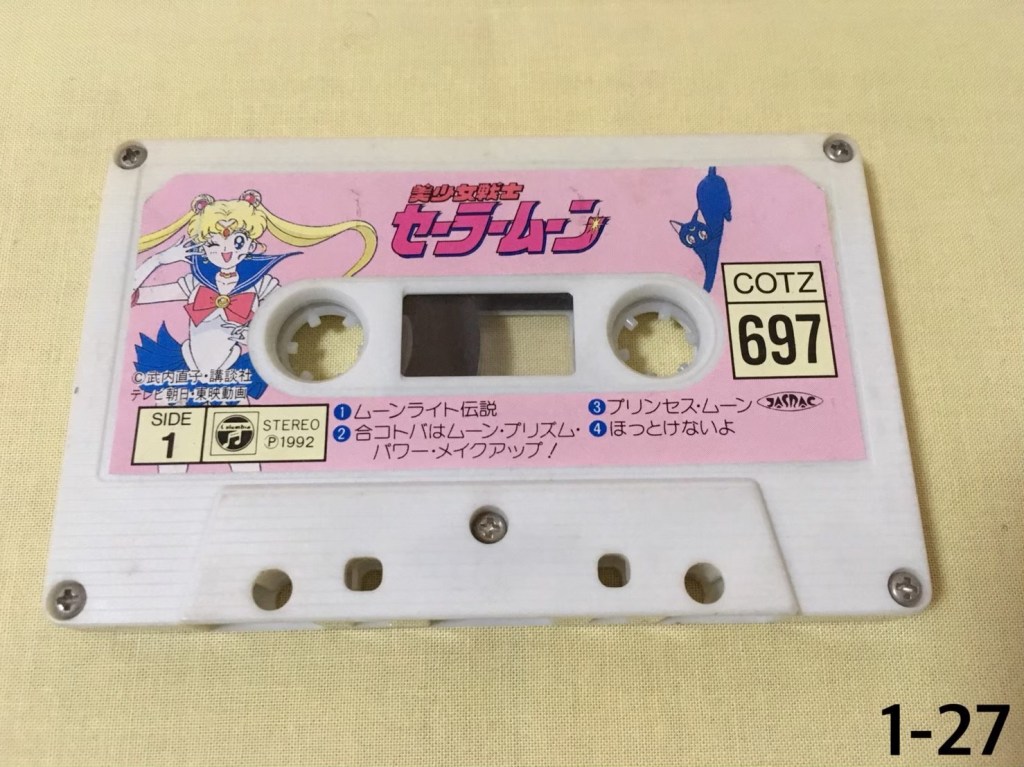 美少女戦士
セーラームーン
COTZ
697
©武内直子・講談社
テレビ朝日・東映動画
SIDE
1
Columbia
STEREO
Ⓟ1992
❶ムーンライト伝説
❷合コトバはムーン・プリズム・
パワー・メイクアップ!
❸プリンセス・ムーン
❹ほっとけないよ
JASRAC
1-27